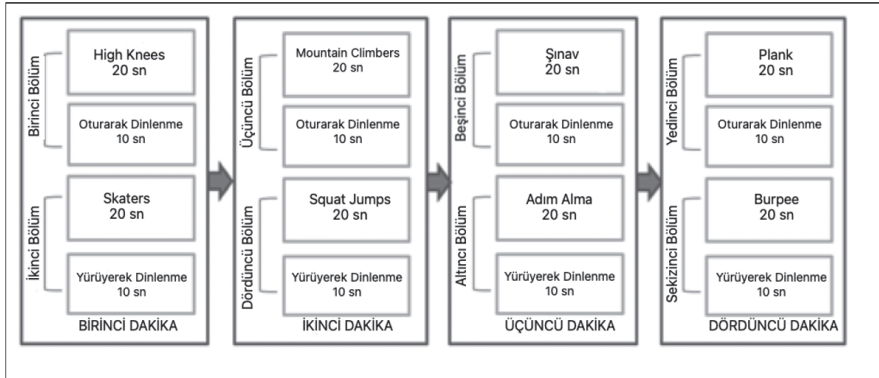 Birinci Bölüm
High Knees
20 sn
Oturarak Dinlenme
10 sn
İkinci Bölüm
Skaters
20 sn
Yürüyerek Dinlenme
10 sn
BİRİNCİ DAKİKA
Üçüncü Bölüm
Mountain Climbers
20 sn
Oturarak Dinlenme
10 sn
Dördüncü Bölüm
Squat Jumps
20 sn
Yürüyerek Dinlenme
10 sn
İKİNCİ DAKİKA
Beşinci Bölüm
Şınav
20 sn
Oturarak Dinlenme
10 sn
Altıncı Bölüm
Adım Alma
20 sn
Yürüyerek Dinlenme
10 sn
ÜÇÜNCÜ DAKİKA
Yedinci Bölüm
Plank
20 sn
Oturarak Dinlenme
10 sn
Sekizinci Bölüm
Burpee
20 sn
Yürüyerek Dinlenme
10 sn
DÖRDÜNCÜ DAKİKA